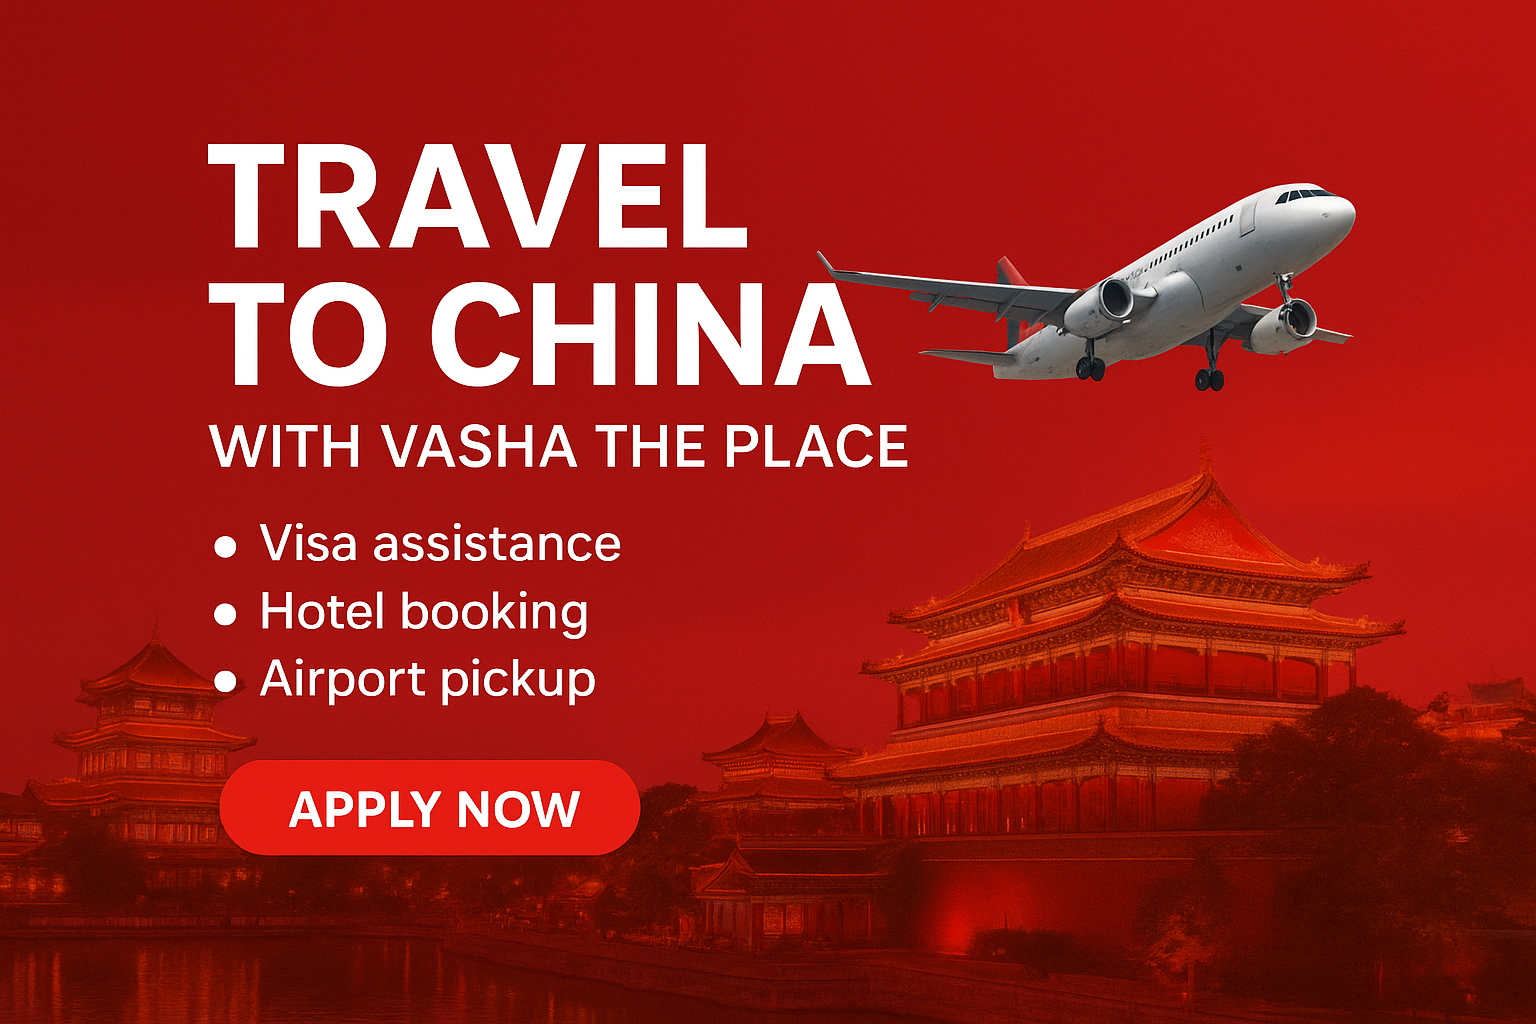 TRAVEL
TO CHINA
WITH VASHA THE PLACE
• Visa assistance
• Hotel booking
• Airport pickup
APPLY NOW